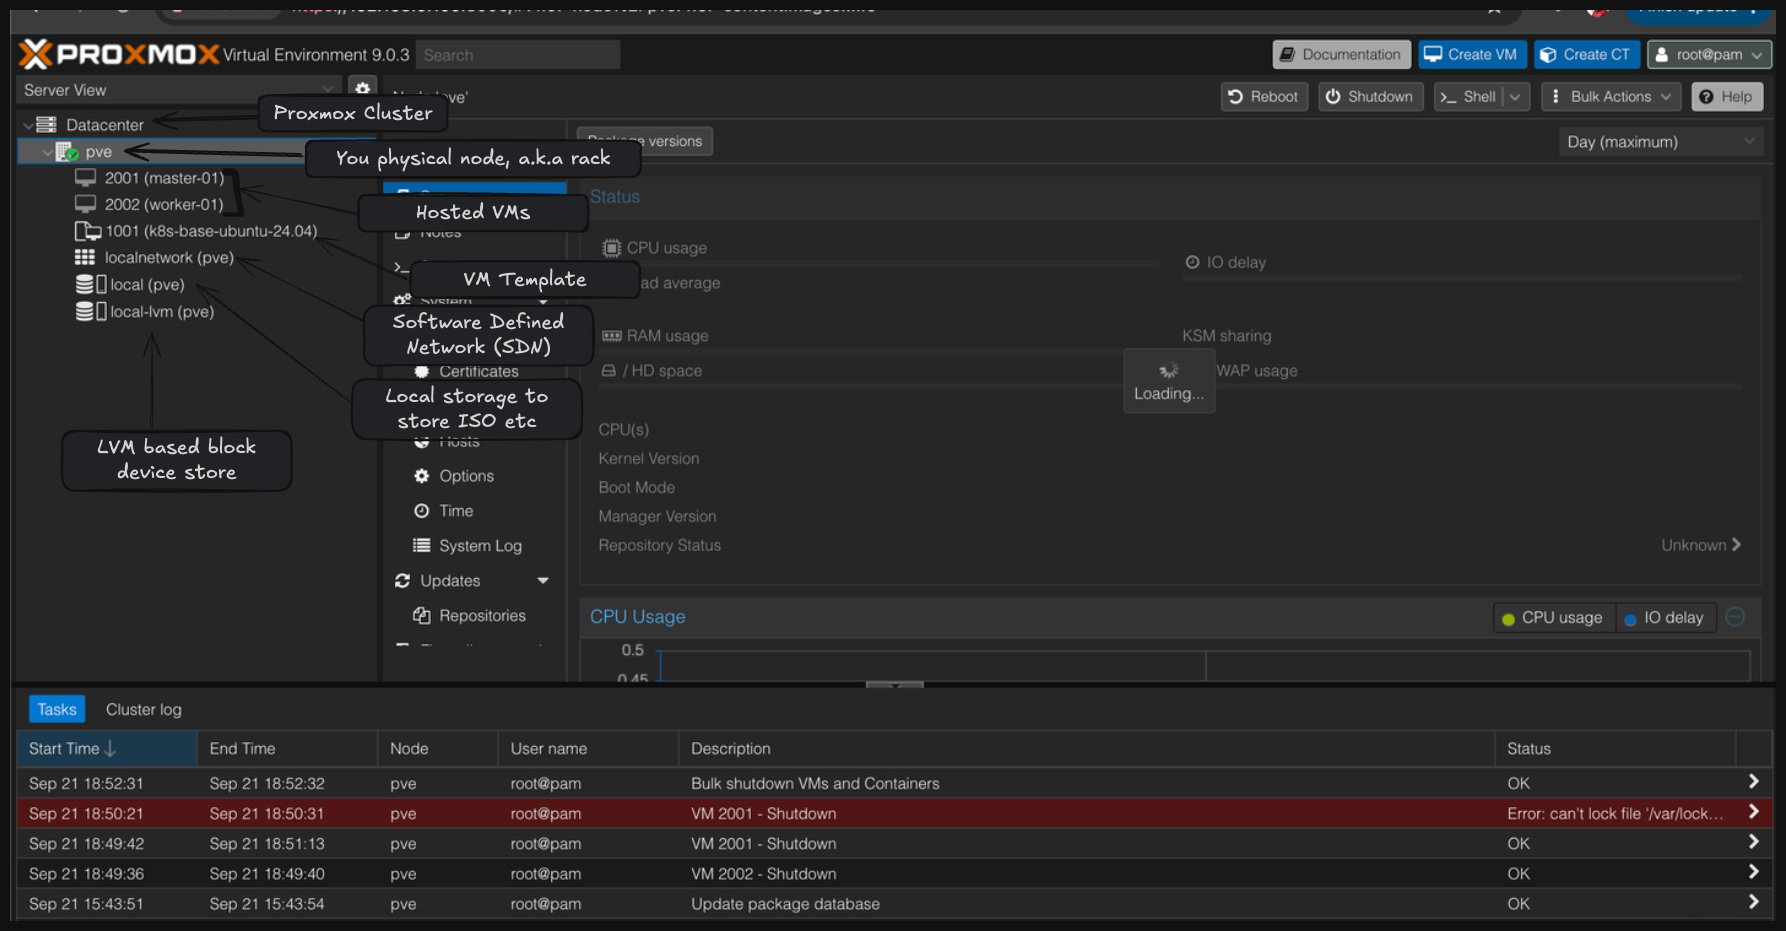 PROXMOX Virtual Environment 9.0.3 Search
Documentation Create VM Create CT root@pam
Server View
Reboot Shutdown Shell Bulk Actions Help
Datacenter
Proxmox Cluster
pve
You physical node, a.k.a rack
versions
Day (maximum)
2001 (master-01)
2002 (worker-01)
Hosted VMs
1001 (k8s-base-ubuntu-24.04)
localnetwork (pve)
VM Template
local (pve)
local-lvm (pve)
Software Defined
Network (SDN)
Local storage to
store ISO etc
LVM based block
device store
Notes
System
Certificates
Hosts
Options
Time
System Log
Updates
Repositories
Status
CPU usage
IO delay
average
RAM usage
KSM sharing
/ HD space
usage
Loading...
CPU(s)
Kernel Version
Boot Mode
Manager Version
Repository Status
Unknown
CPU Usage
CPU usage IO delay
0.5
0.45
Tasks Cluster log
Start Time End Time Node User name Description Status
Sep 21 18:52:31 Sep 21 18:52:32 pve root@pam Bulk shutdown VMs and Containers OK
Sep 21 18:50:21 Sep 21 18:50:31 pve root@pam VM 2001 - Shutdown Error: can't lock file '/var/lock...
Sep 21 18:49:42 Sep 21 18:51:13 pve root@pam VM 2001 - Shutdown OK
Sep 21 18:49:36 Sep 21 18:49:40 pve root@pam VM 2002 - Shutdown OK
Sep 21 15:43:51 Sep 21 15:43:54 pve root@pam Update package database OK